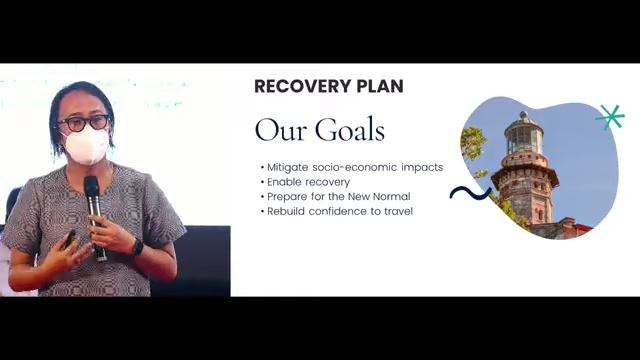 RECOVERY PLAN
Our Goals
• Mitigate socio-economic impacts
• Enable recovery
• Prepare for the New Normal
• Rebuild confidence to travel